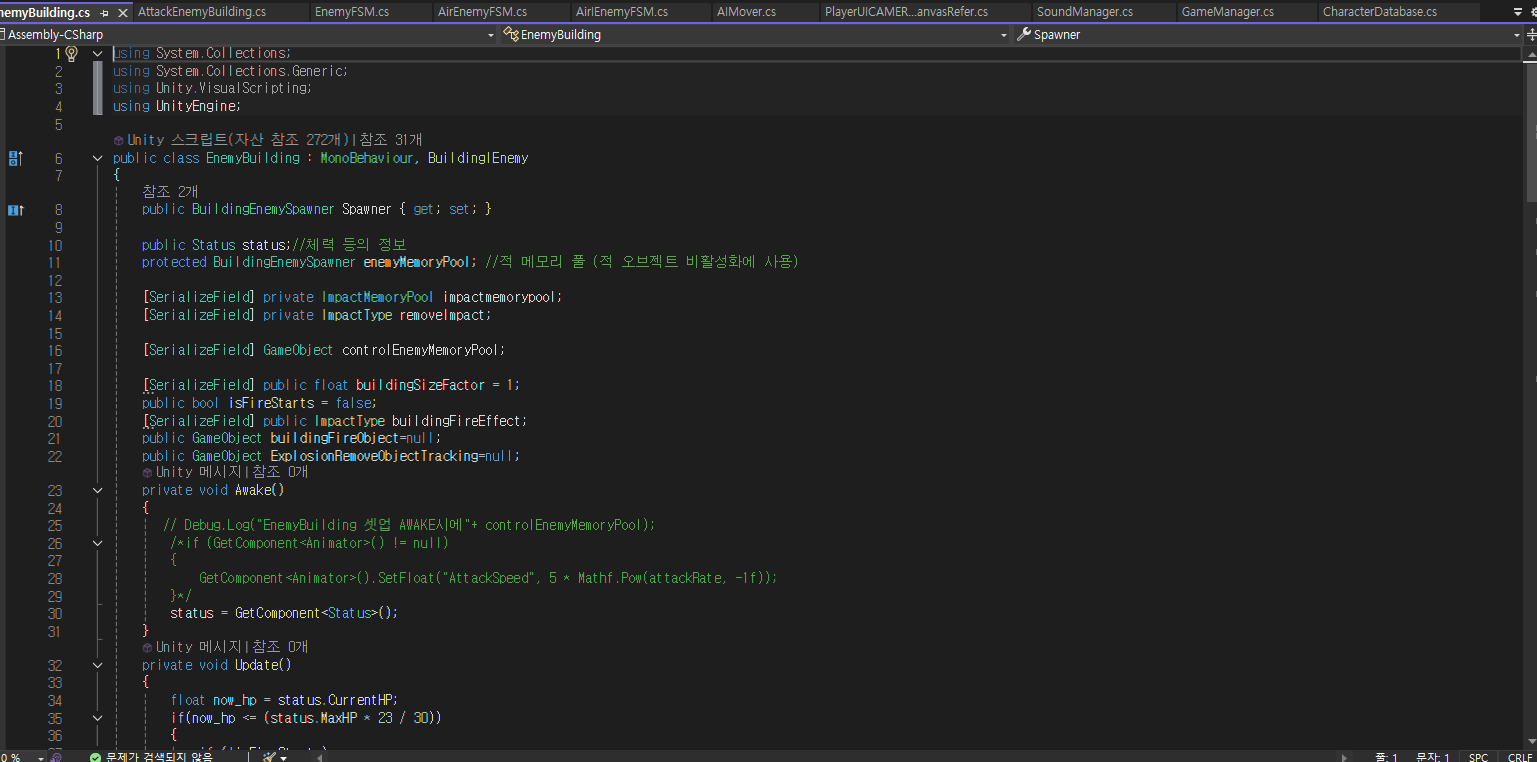 nemyBuilding.cs AttackEnemyBuilding.cs EnemyFSM.cs AirEnemyFSM.cs AirIEnemyFSM.cs AIMover.cs PlayerUICAMER...anvasRefer.cs SoundManager.cs GameManager.cs CharacterDatabase.cs
Assembly-CSharp EnemyBuilding Spawner
1 using System.Collections;
2 using System.Collections.Generic;
3 using Unity.VisualScripting;
4 using UnityEngine;
5
Unity 스크립트(자산 참조 272개)|참조 31개
6 public class EnemyBuilding : MonoBehaviour, BuildingIEnemy
7 {
참조 2개
8 public BuildingEnemySpawner Spawner { get; set; }
9
10 public Status status;//체력 등의 정보
11 protected BuildingEnemySpawner enemyMemoryPool; //적 메모리 풀 (적 오브젝트 비활성화에 사용)
12
13 [SerializeField] private ImpactMemoryPool impactmemorypool;
14 [SerializeField] private ImpactType removeImpact;
15
16 [SerializeField] GameObject controlEnemyMemoryPool;
17
18 [SerializeField] public float buildingSizeFactor = 1;
19 public bool isFireStarts = false;
20 [SerializeField] public ImpactType buildingFireEffect;
21 public GameObject buildingFireObject=null;
22 public GameObject ExplosionRemoveObjectTracking=null;
Unity 메시지|참조 0개
23 private void Awake()
24 {
25 // Debug.Log("EnemyBuilding 셋업 AWAKE시에"+ controlEnemyMemoryPool);
26 /*if (GetComponent<Animator>() != null)
27 {
28 GetComponent<Animator>().SetFloat("AttackSpeed", 5 * Mathf.Pow(attackRate, -1f));
29 }*/
30 status = GetComponent<Status>();
31 }
Unity 메시지|참조 0개
32 private void Update()
33 {
34 float now_hp = status.CurrentHP;
35 if(now_hp <= (status.MaxHP * 23 / 30))
36 {
0 % 문제가 검색되지 않음 줄: 1 문자: 1 SPC CRLF